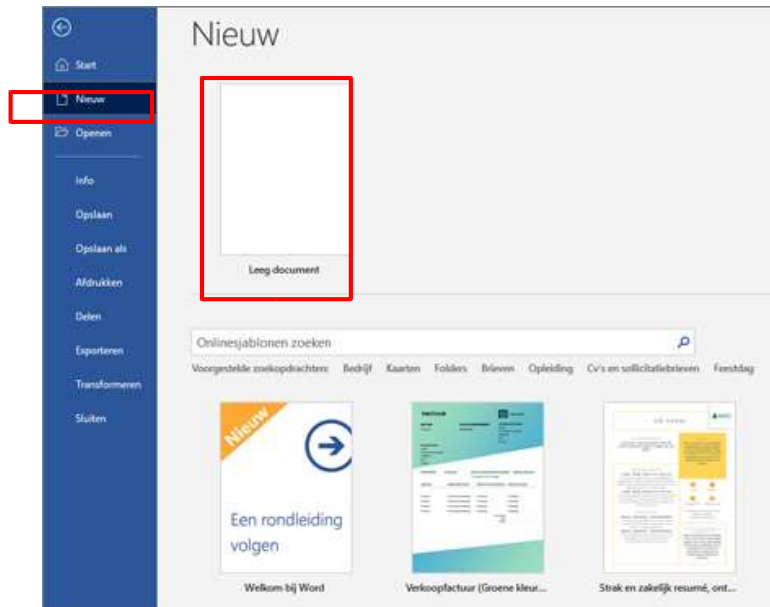 Nieuw
Start
Nieuw
Openen
Info
Opslaan
Opslaan als
Afdrukken
Delen
Exporteren
Transformeren
Sluiten
Leeg document
Onlinesjablonen zoeken
Voorgestelde zoekopdrachten: Bedrijf Kaarten Folders Brieven Opleiding Cv's en sollicitatiebrieven Feestdag
Nieuw
Een rondleiding
volgen
Welkom bij Word
Verkoopfactuur (Groene kleur...
Strak en zakelijk resumé, ont...